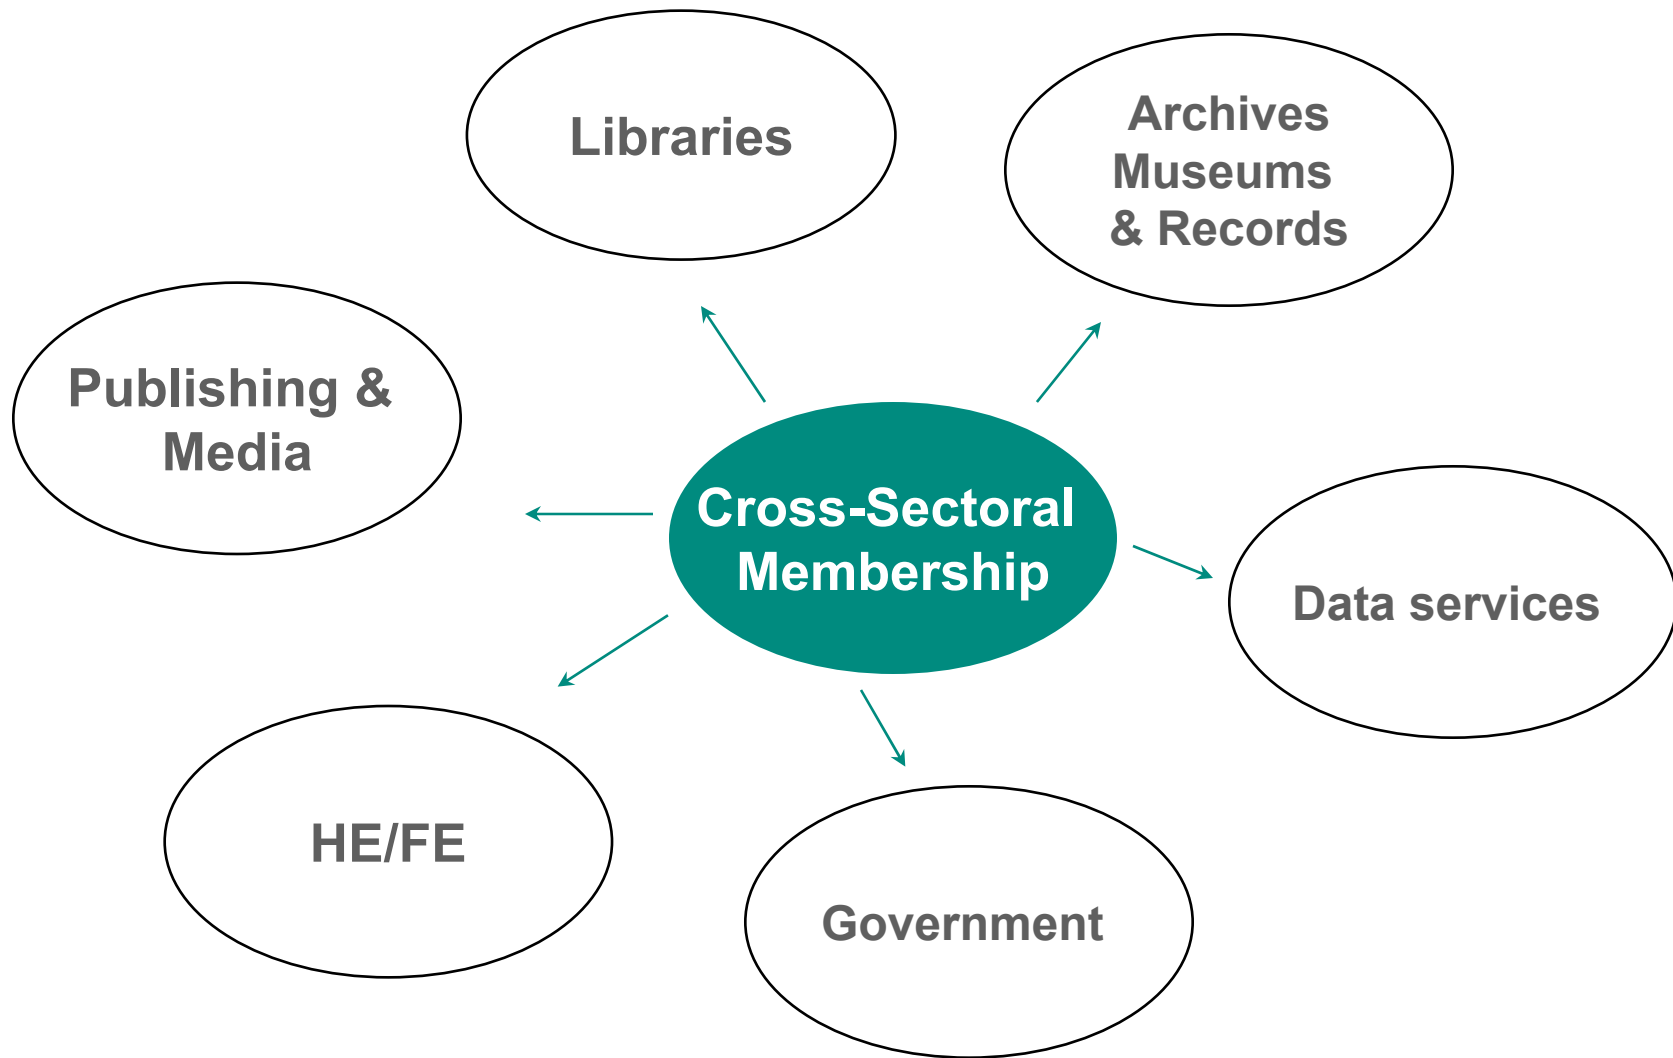 Libraries
Archives
Museums
& Records
Publishing &
Media
Cross-Sectoral
Membership
Data services
HE/FE
Government